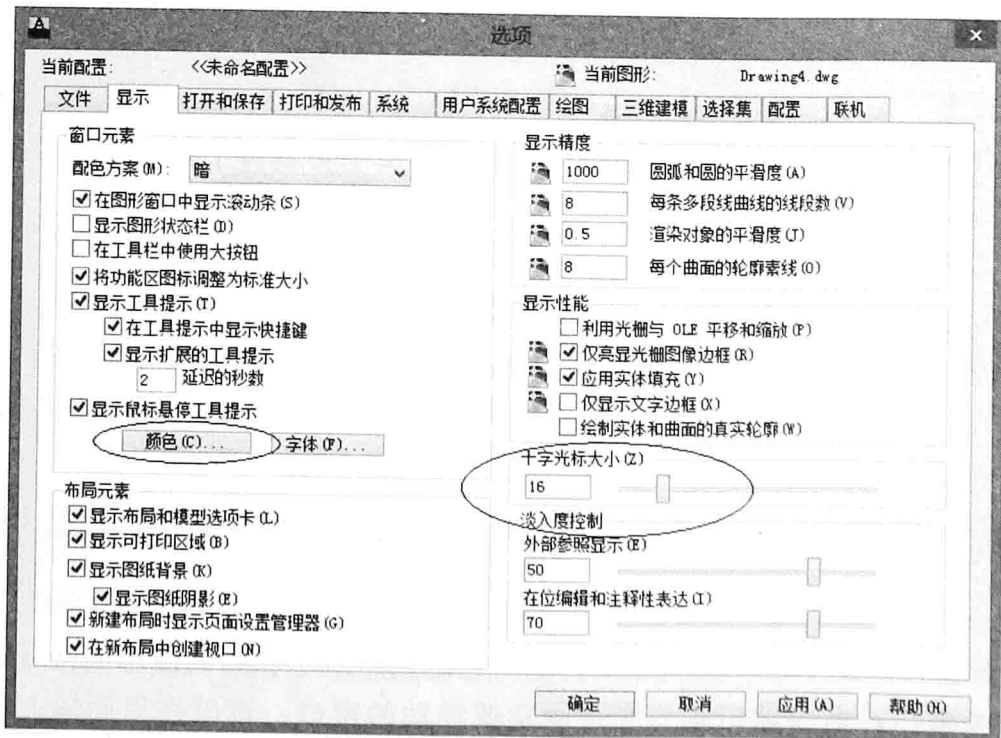 选项
当前配置: <<未命名配置>> 当前图形: Drawing4.dwg
文件 显示 打开和保存 打印和发布 系统 用户系统配置 绘图 三维建模 选择集 配置 联机
窗口元素
配色方案(M): 暗
在图形窗口中显示滚动条(S)
显示图形状态栏(D)
在工具栏中使用大按钮
将功能区图标调整为标准大小
显示工具提示(T)
在工具提示中显示快捷键
显示扩展的工具提示
2 延迟的秒数
显示鼠标悬停工具提示
颜色(C)... 字体(F)...
布局元素
显示布局和模型选项卡(L)
显示可打印区域(B)
显示图纸背景(K)
显示图纸阴影(E)
新建布局时显示页面设置管理器(G)
在新布局中创建视口(N)
显示精度
1000 圆弧和圆的平滑度(A)
8 每条多段线曲线的线段数(V)
0.5 渲染对象的平滑度(J)
8 每个曲面的轮廓素线(O)
显示性能
利用光栅与 OLE 平移和缩放(P)
仅亮显光栅图像边框(R)
应用实体填充(Y)
仅显示文字边框(X)
绘制实体和曲面的真实轮廓(W)
十字光标大小(Z)
16
淡入度控制
外部参照显示(E)
50
在位编辑和注释性表达(I)
70
确定 取消 应用(A) 帮助(H)